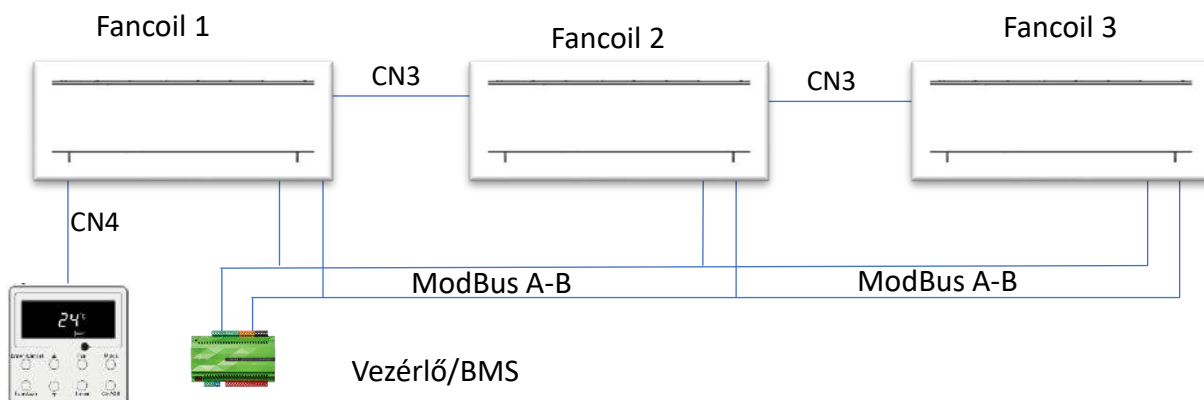 Fancoil 1
Fancoil 2
Fancoil 3
CN3
CN3
CN4
ModBus A-B
ModBus A-B
24°C
Vezérlő/BMS